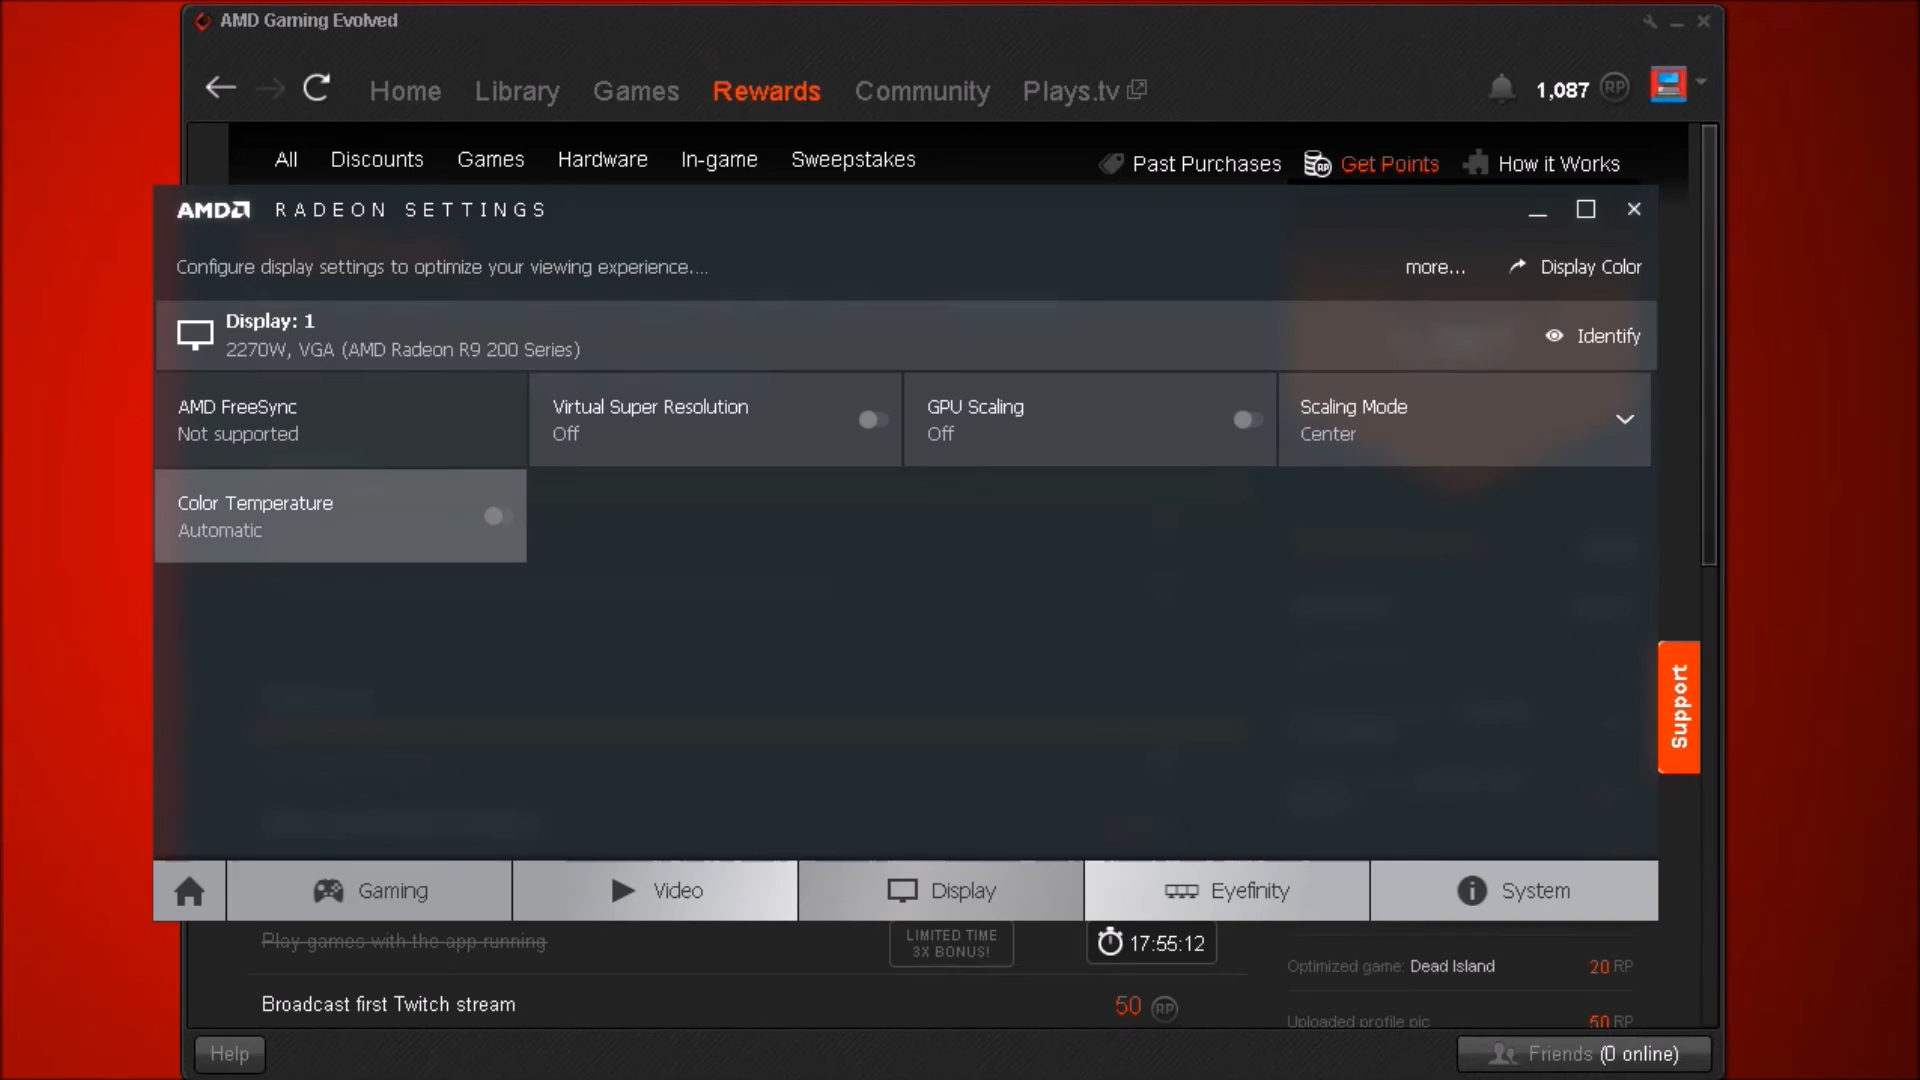 AMD Gaming Evolved
Home Library Games Rewards Community Plays.tv 1,087 RP
All Discounts Games Hardware In-game Sweepstakes Past Purchases Get Points How it Works
AMD RADEON SETTINGS
Configure display settings to optimize your viewing experience.... more... Display Color
Display: 1
2270W, VGA (AMD Radeon R9 200 Series) Identify
AMD FreeSync
Not supported
Virtual Super Resolution
Off
GPU Scaling
Off
Scaling Mode
Center
Color Temperature
Automatic
Support
Gaming Video Display Eyefinity System
Play games with the app running
LIMITED TIME
3X BONUS!
17:55:12
Optimized game: Dead Island 20 RP
Broadcast first Twitch stream 50 RP
Uploaded profile pic 50 RP
Help Friends (0 online)